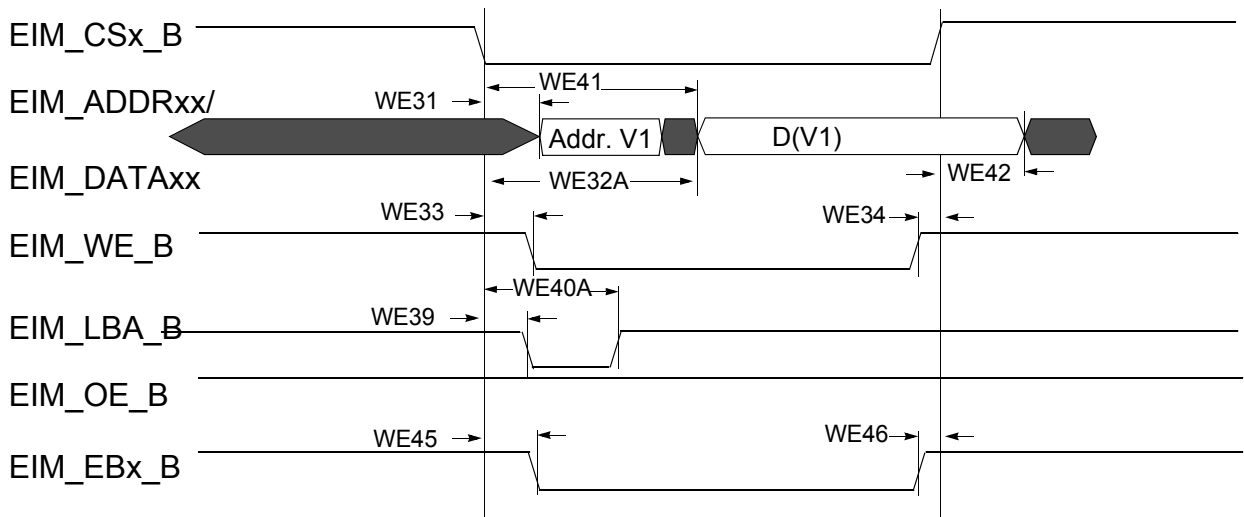 EIM_CSx_B
WE41
EIM_ADDRxx/
WE31
Addr. V1
D(V1)
EIM_DATAxx
WE32A
WE42
WE33
WE34
EIM_WE_B
WE40A
EIM_LBA_B
WE39
EIM_OE_B
WE45
WE46
EIM_EBx_B